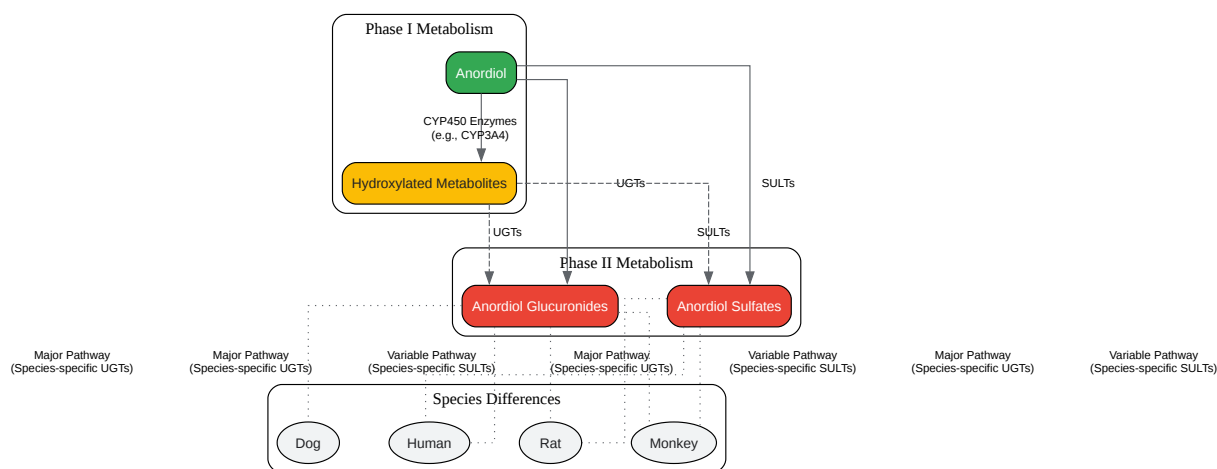 Phase I Metabolism
Anordiol
CYP450 Enzymes
(e.g., CYP3A4)
Hydroxylated Metabolites
UGTs
SULTs
UGTs
SULTs
Phase II Metabolism
Anordiol Glucuronides
Anordiol Sulfates
Major Pathway
(Species-specific UGTs)
Major Pathway
(Species-specific UGTs)
Variable Pathway
(Species-specific SULTs)
Major Pathway
(Species-specific UGTs)
Variable Pathway
(Species-specific SULTs)
Major Pathway
(Species-specific UGTs)
Variable Pathway
(Species-specific SULTs)
Species Differences
Dog
Human
Rat
Monkey